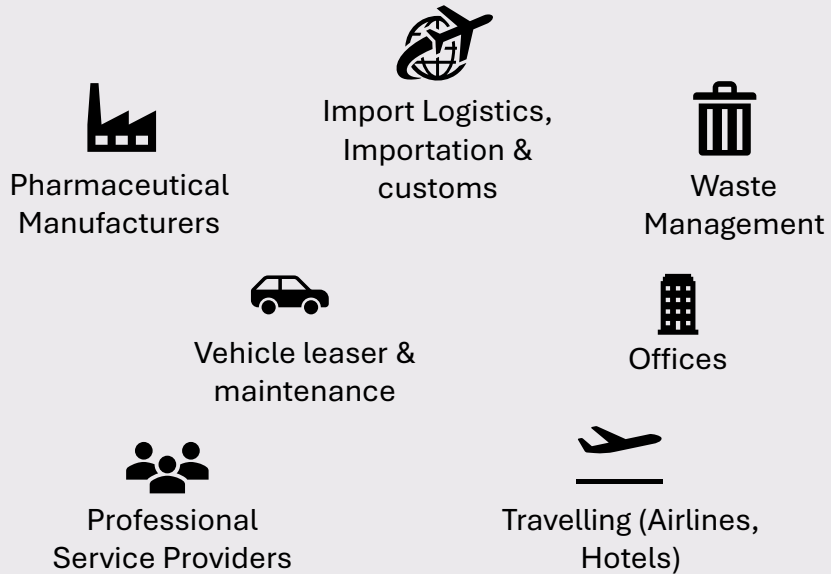 Import Logistics,
Importation &
customs
Pharmaceutical
Manufacturers
Waste
Management
Vehicle leaser &
maintenance
Offices
Professional
Service Providers
Travelling (Airlines,
Hotels)